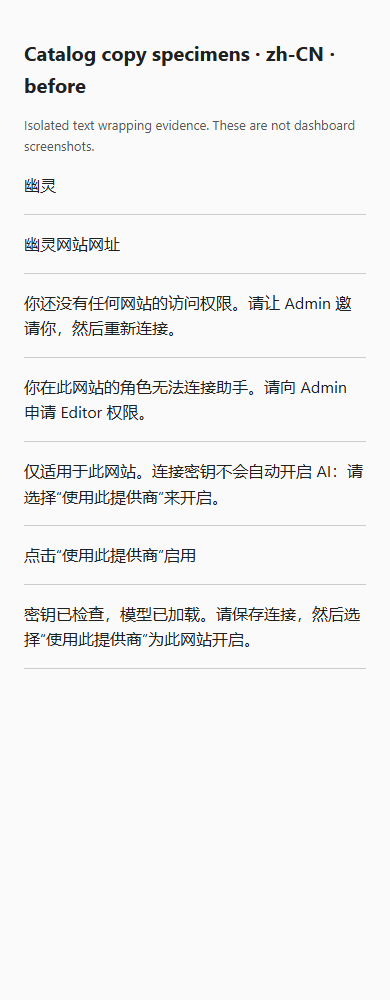 Catalog copy specimens · zh-CN ·
before
Isolated text wrapping evidence. These are not dashboard
screenshots.
幽灵
幽灵网站网址
你还没有任何网站的访问权限。请让 Admin 邀
请你，然后重新连接。
你在此网站的角色无法连接助手。请向 Admin
申请 Editor 权限。
仅适用于此网站。连接密钥不会自动开启 AI：请
选择“使用此提供商”来开启。
点击“使用此提供商”启用
密钥已检查，模型已加载。请保存连接，然后选
择“使用此提供商”为此网站开启。